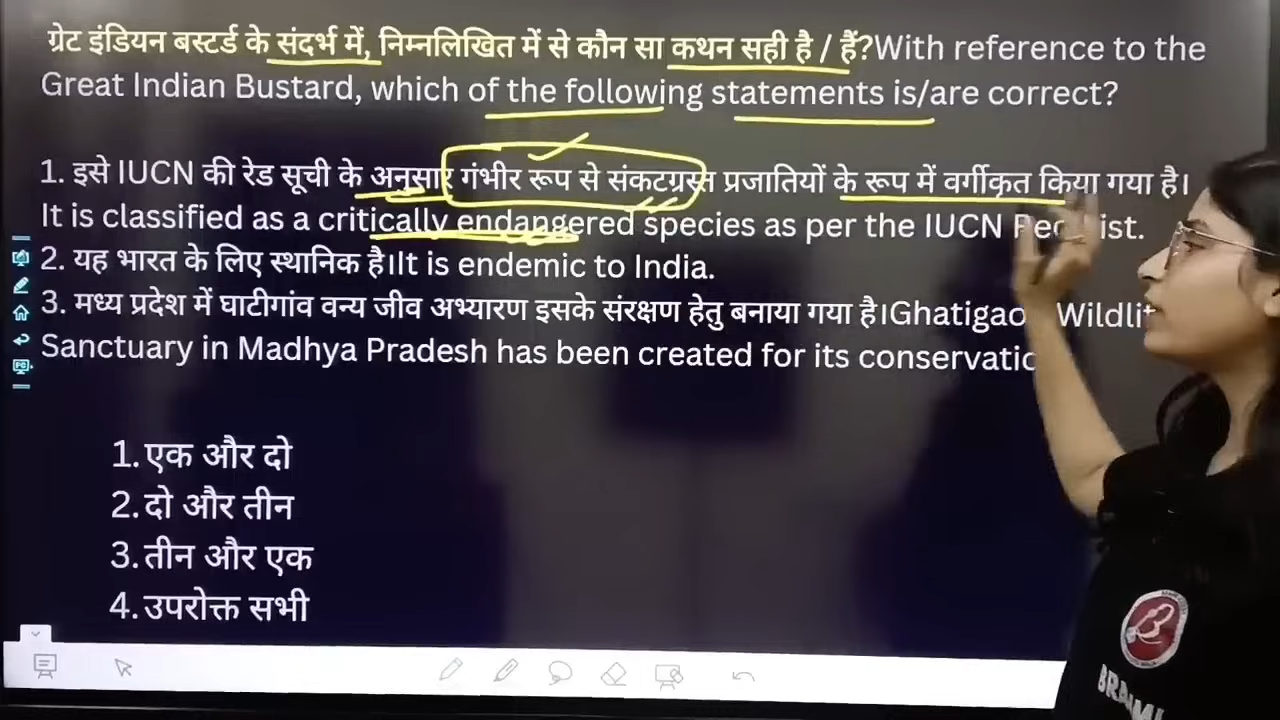 ग्रेट इंडियन बस्टर्ड के संदर्भ में, निम्नलिखित में से कौन सा कथन सही है / हैं?With reference to the
Great Indian Bustard, which of the following statements is/are correct?
1. इसे IUCN की रेड सूची के अनुसार गंभीर रूप से संकटग्रस्त प्रजातियों के रूप में वर्गीकृत किया गया है।
It is classified as a critically endangered species as per the IUCN
2. यह भारत के लिए स्थानिक है।It is endemic to India.
3. मध्य प्रदेश में घाटीगांव वन्य जीव अभ्यारण इसके संरक्षण हेतु बनाया गया है।
Sanctuary in Madhya Pradesh has been created for its
1. एक और दो
2. दो और तीन
3. तीन और एक
4. उपरोक्त सभी